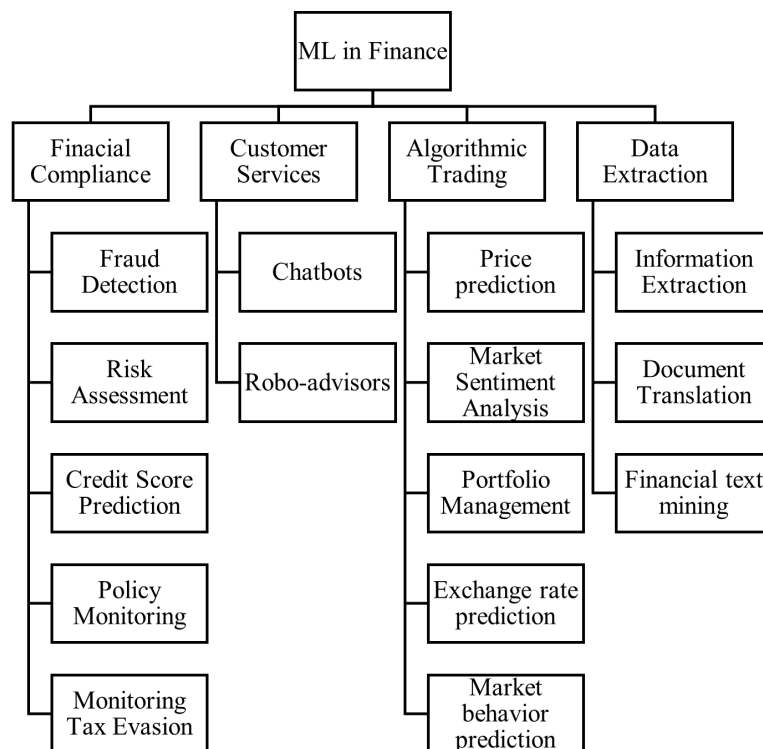 ML in Finance
Finacial
Compliance
Customer
Services
Algorithmic
Trading
Data
Extraction
Fraud
Detection
Risk
Assessment
Credit Score
Prediction
Policy
Monitoring
Monitoring
Tax Evasion
Chatbots
Robo-advisors
Price
prediction
Market
Sentiment
Analysis
Portfolio
Management
Exchange rate
prediction
Market
behavior
prediction
Information
Extraction
Document
Translation
Financial text
mining